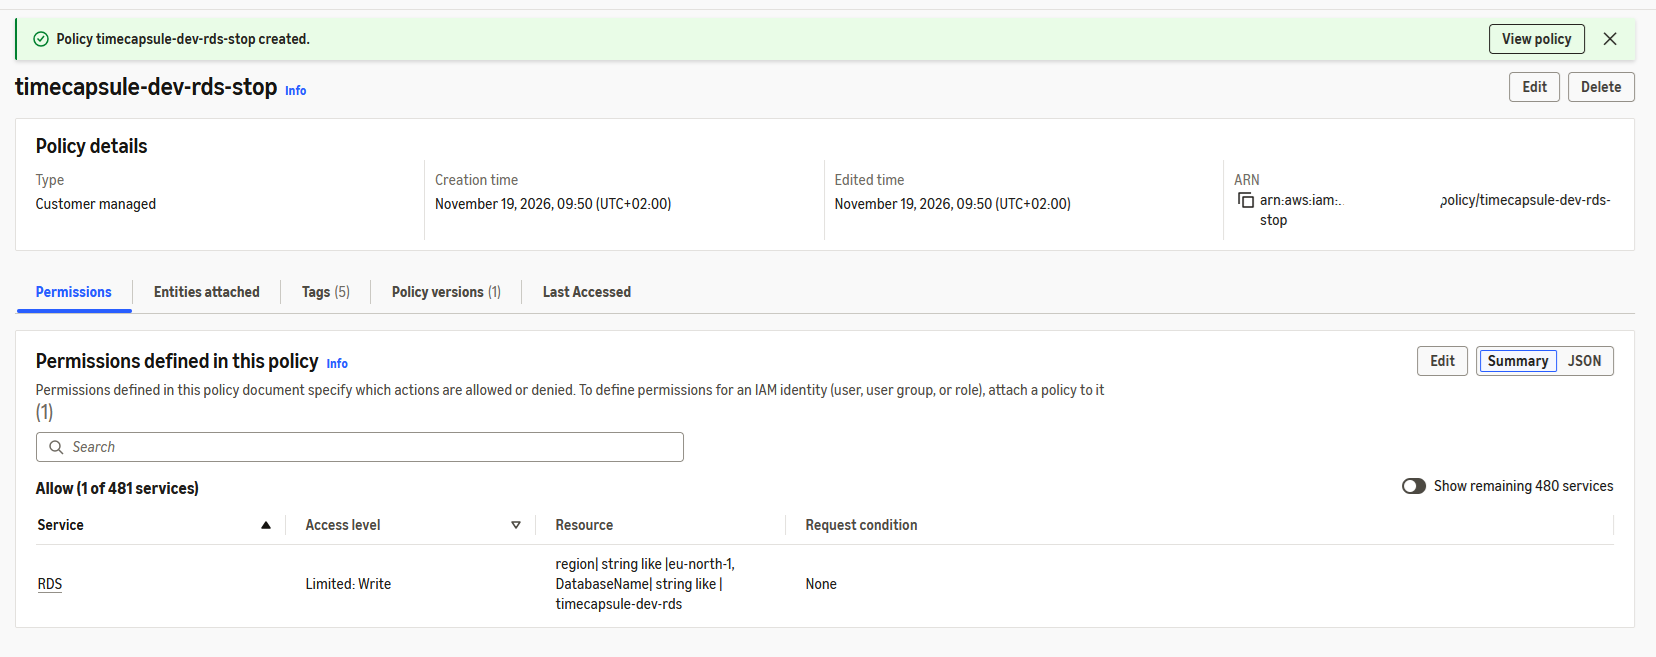 Policy timecapsule-dev-rds-stop created.
View policy
timecapsule-dev-rds-stop Info
Edit
Delete
Policy details
Type
Customer managed
Creation time
November 19, 2026, 09:50 (UTC+02:00)
Edited time
November 19, 2026, 09:50 (UTC+02:00)
ARN
arn:aws:iam:. policy/timecapsule-dev-rds-
stop
Permissions
Entities attached
Tags (5)
Policy versions (1)
Last Accessed
Permissions defined in this policy Info
Edit
Summary
JSON
Permissions defined in this policy document specify which actions are allowed or denied. To define permissions for an IAM identity (user, user group, or role), attach a policy to it
(1)
Search
Allow (1 of 481 services)
Show remaining 480 services
Service
Access level
Resource
Request condition
RDS
Limited: Write
region| string like |eu-north-1,
DatabaseName| string like |
timecapsule-dev-rds
None